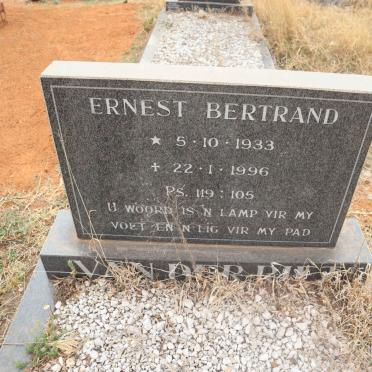 ERNEST BERTRAND
★ 5·10·1933
✝ 22·1·1996
PS. 119:105
U WOORD IS 'N LAMP VIR MY
VOET EN 'N LIG VIR MY PAD
VAN DER